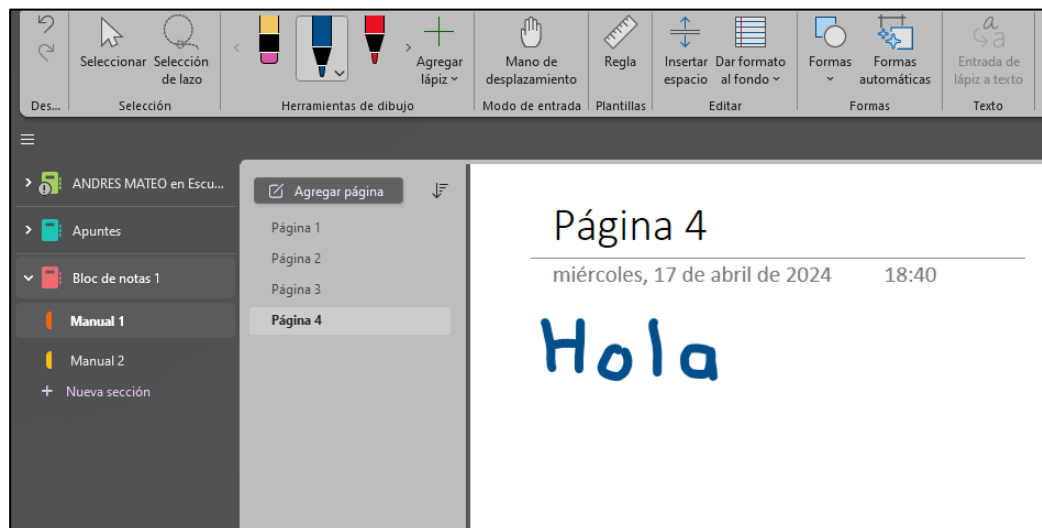 Seleccionar
Selección
de lazo
Agregar
lápiz
Mano de
desplazamiento
Regla
Insertar
espacio
Dar formato
al fondo
Formas
Formas
automáticas
Entrada de
lápiz a texto
Des...
Selección
Herramientas de dibujo
Modo de entrada
Plantillas
Editar
Formas
Texto
ANDRES MATEO en Escu...
Apuntes
Bloc de notas 1
Manual 1
Manual 2
+ Nueva sección
Agregar página
Página 1
Página 2
Página 3
Página 4
Página 4
miércoles, 17 de abril de 2024 18:40
Hola